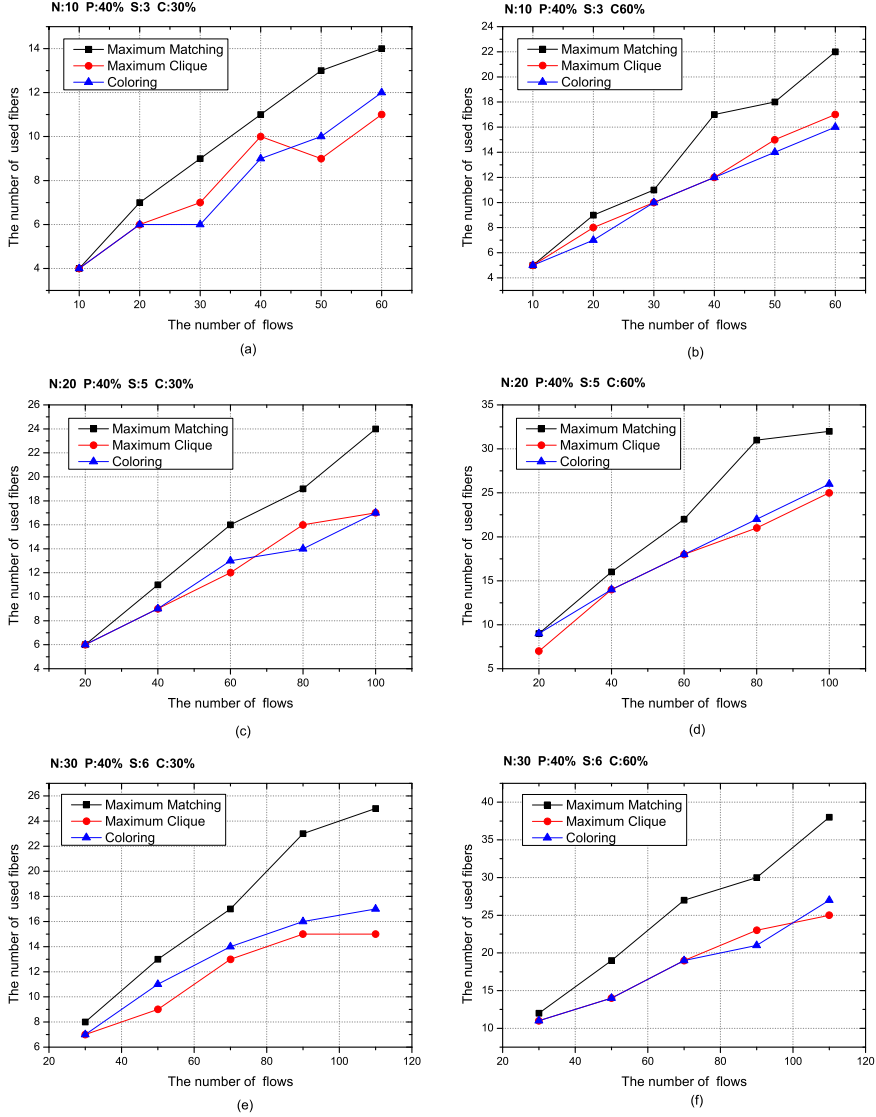 N:10 P:40% S:3 C:30%
Maximum Matching
Maximum Clique
Coloring
The number of used fibers
14
12
10
8
6
4
10 20 30 40 50 60
The number of flows
(a)
N:10 P:40% S:3 C60%
Maximum Matching
Maximum Clique
Coloring
The number of used fibers
24
22
20
18
16
14
12
10
8
6
4
10 20 30 40 50 60
The number of flows
(b)
N:20 P:40% S:5 C:30%
Maximum Matching
Maximum Clique
Coloring
The number of used fibers
26
24
22
20
18
16
14
12
10
8
6
4
20 40 60 80 100
The number of flows
(c)
N:20 P:40% S:5 C:60%
Maximum Matching
Maximum Clique
Coloring
The number of used fibers
35
30
25
20
15
10
5
20 40 60 80 100
The number of flows
(d)
N:30 P:40% S:6 C:30%
Maximum Matching
Maximum Clique
Coloring
The number of used fibers
26
24
22
20
18
16
14
12
10
8
6
20 40 60 80 100 120
The number of flows
(e)
N:30 P:40% S:6 C:60%
Maximum Matching
Maximum Clique
Coloring
The number of used fibers
40
35
30
25
20
15
10
20 40 60 80 100 120
The number of flows
(f)